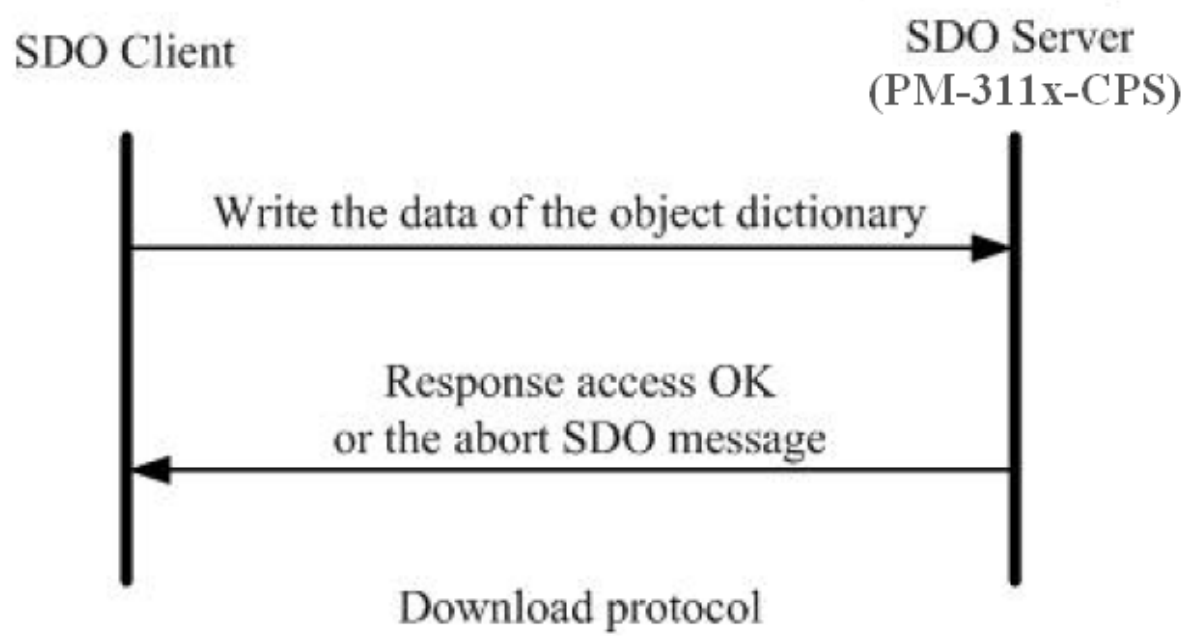 SDO Client
SDO Server
(PM-311x-CPS)
Write the data of the object dictionary
Response access OK
or the abort SDO message
Download protocol